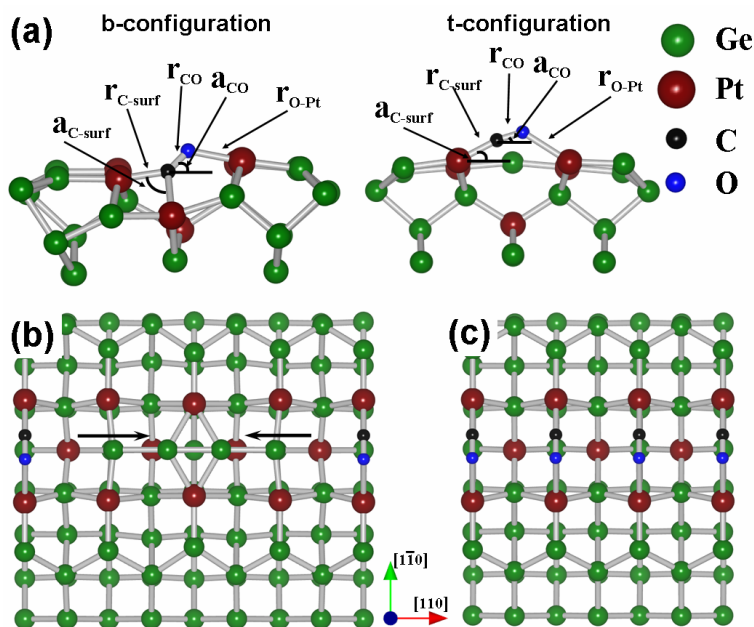 (a) b-configuration t-configuration
Ge
Pt
C
O
r_C-surf r_CO a_CO r_O-Pt
a_C-surf
r_C-surf r_CO a_CO r_O-Pt
a_C-surf
(b) (c)
[11̅0]
[110]